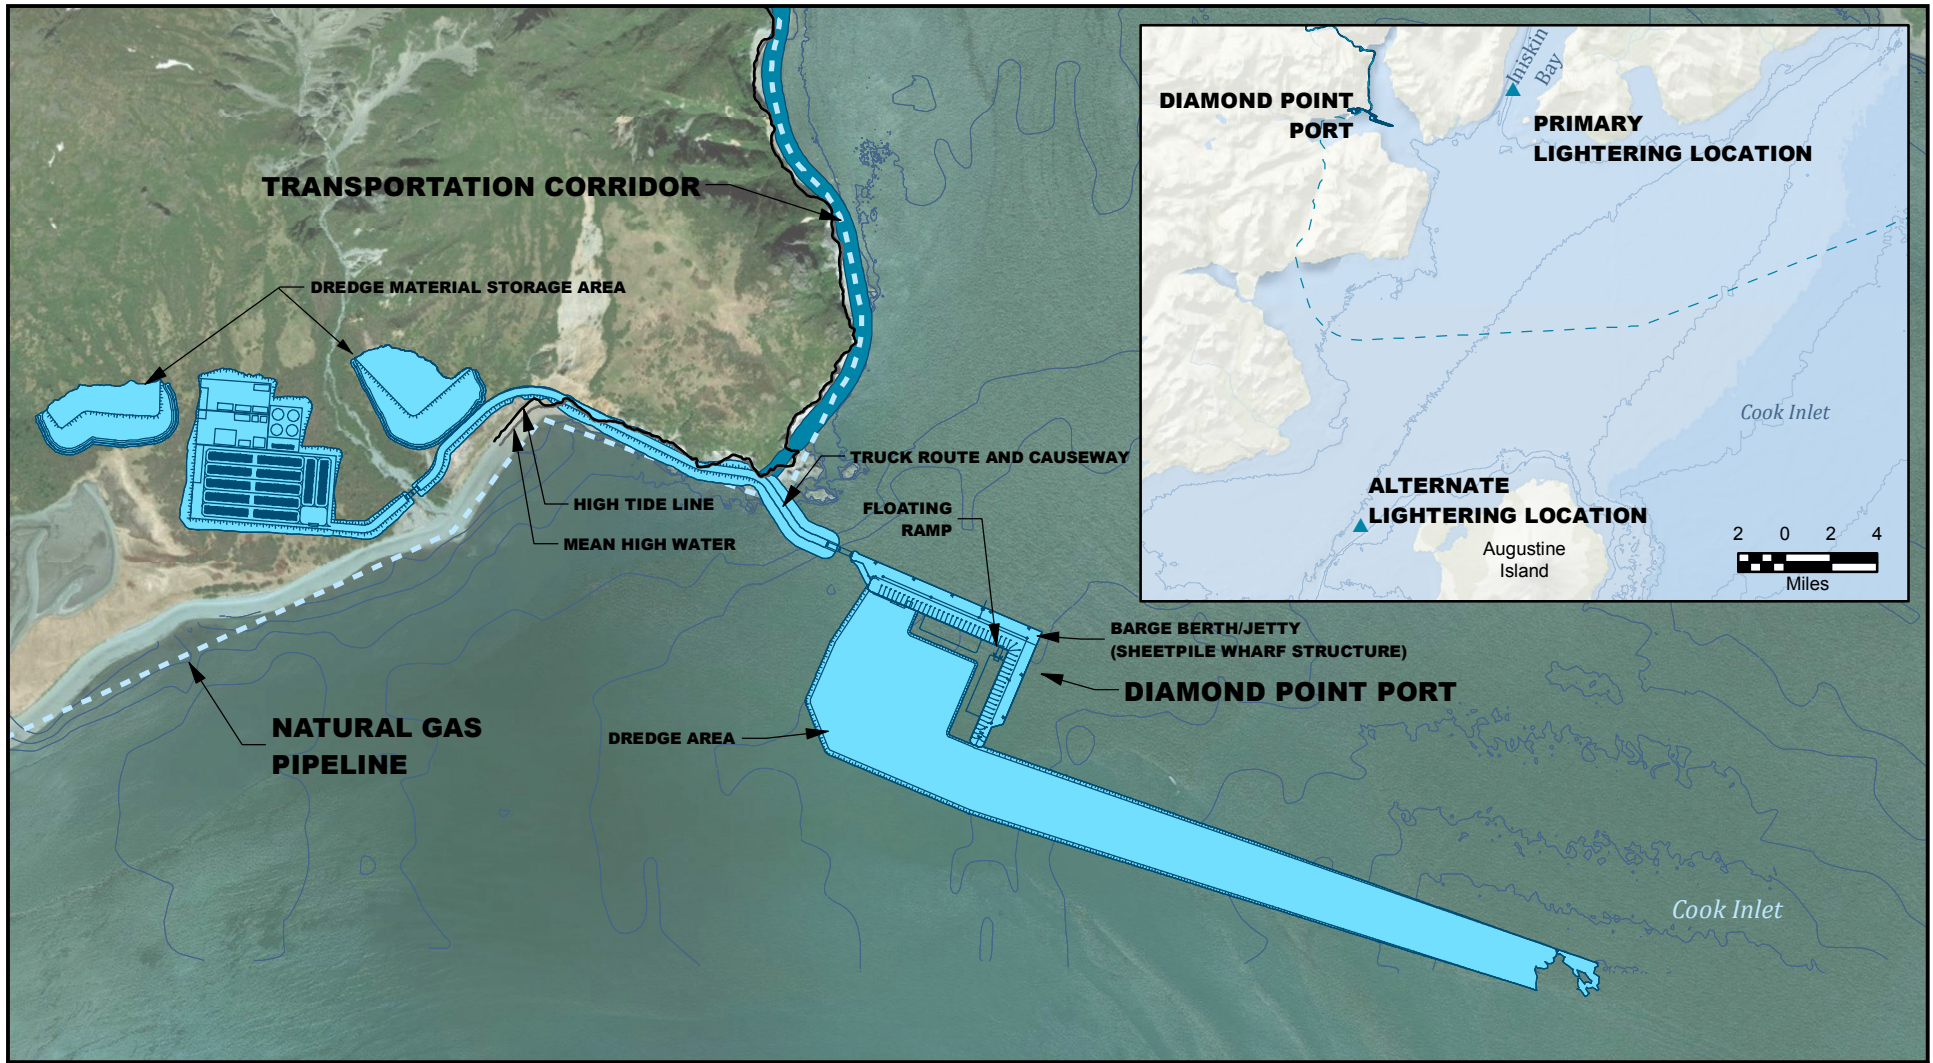 TRANSPORTATION CORRIDOR
DREDGE MATERIAL STORAGE AREA
TRUCK ROUTE AND CAUSEWAY
HIGH TIDE LINE
MEAN HIGH WATER
FLOATING
RAMP
BARGE BERTH/JETTY
(SHEETPILE WHARF STRUCTURE)
DIAMOND POINT PORT
NATURAL GAS
PIPELINE
DREDGE AREA
Cook Inlet
Iniskin
Bay
DIAMOND POINT
PORT
PRIMARY
LIGHTERING LOCATION
Cook Inlet
ALTERNATE
LIGHTERING LOCATION
Augustine
Island
2 0 2 4
Miles